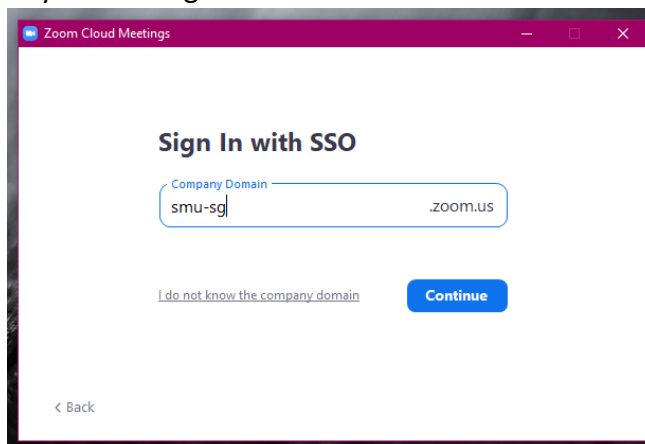 Zoom Cloud Meetings
Sign In with SSO
Company Domain
smu-sg .zoom.us
I do not know the company domain Continue
Back